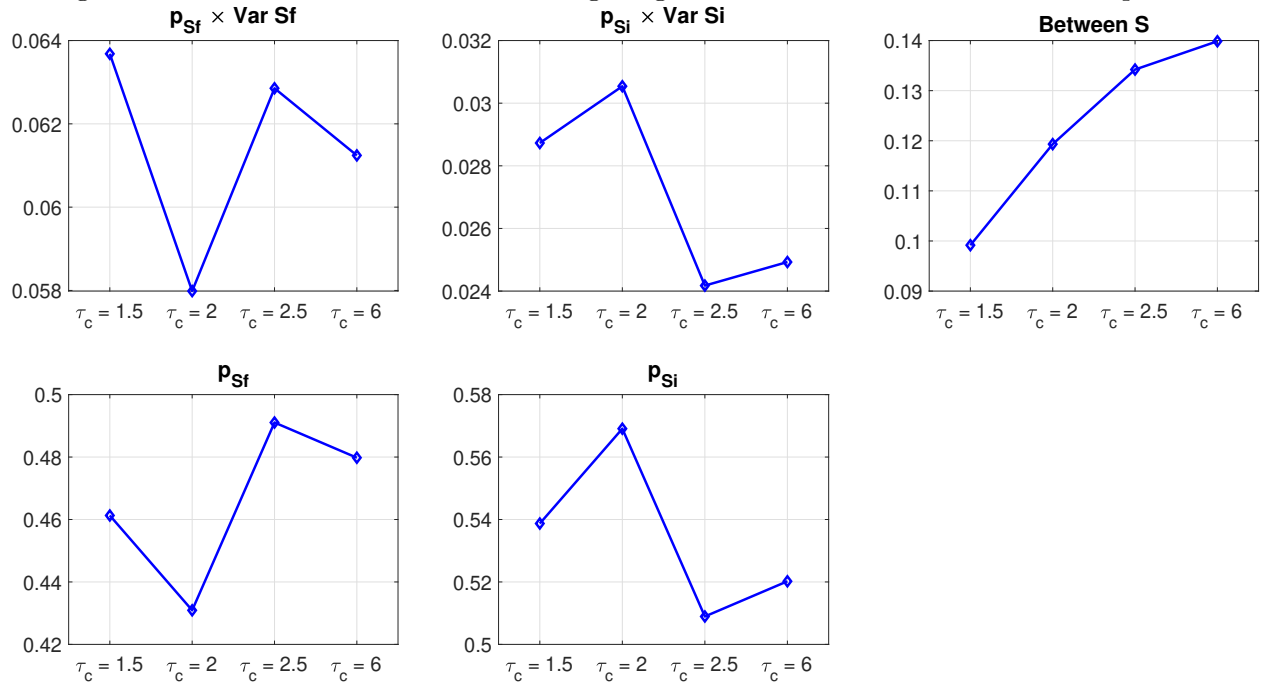 p_Sf × Var Sf
0.064
0.062
0.06
0.058
τ_c = 1.5 τ_c = 2 τ_c = 2.5 τ_c = 6
p_Si × Var Si
0.032
0.03
0.028
0.026
0.024
τ_c = 1.5 τ_c = 2 τ_c = 2.5 τ_c = 6
Between S
0.14
0.13
0.12
0.11
0.1
0.09
τ_c = 1.5 τ_c = 2 τ_c = 2.5 τ_c = 6
p_Sf
0.5
0.48
0.46
0.44
0.42
τ_c = 1.5 τ_c = 2 τ_c = 2.5 τ_c = 6
p_Si
0.58
0.56
0.54
0.52
0.5
τ_c = 1.5 τ_c = 2 τ_c = 2.5 τ_c = 6